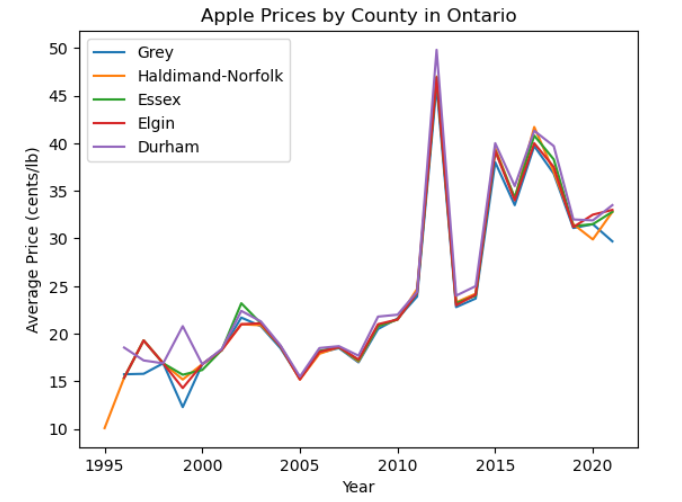 Apple Prices by County in Ontario
50
45
40
35
30
25
20
15
10
Average Price (cents/lb)
Grey
Haldimand-Norfolk
Essex
Elgin
Durham
1995
2000
2005
2010
2015
2020
Year